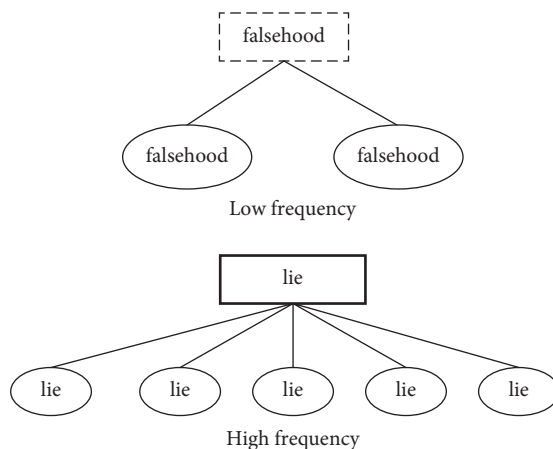 falsehood
falsehood falsehood
Low frequency
lie
lie lie lie lie lie
High frequency